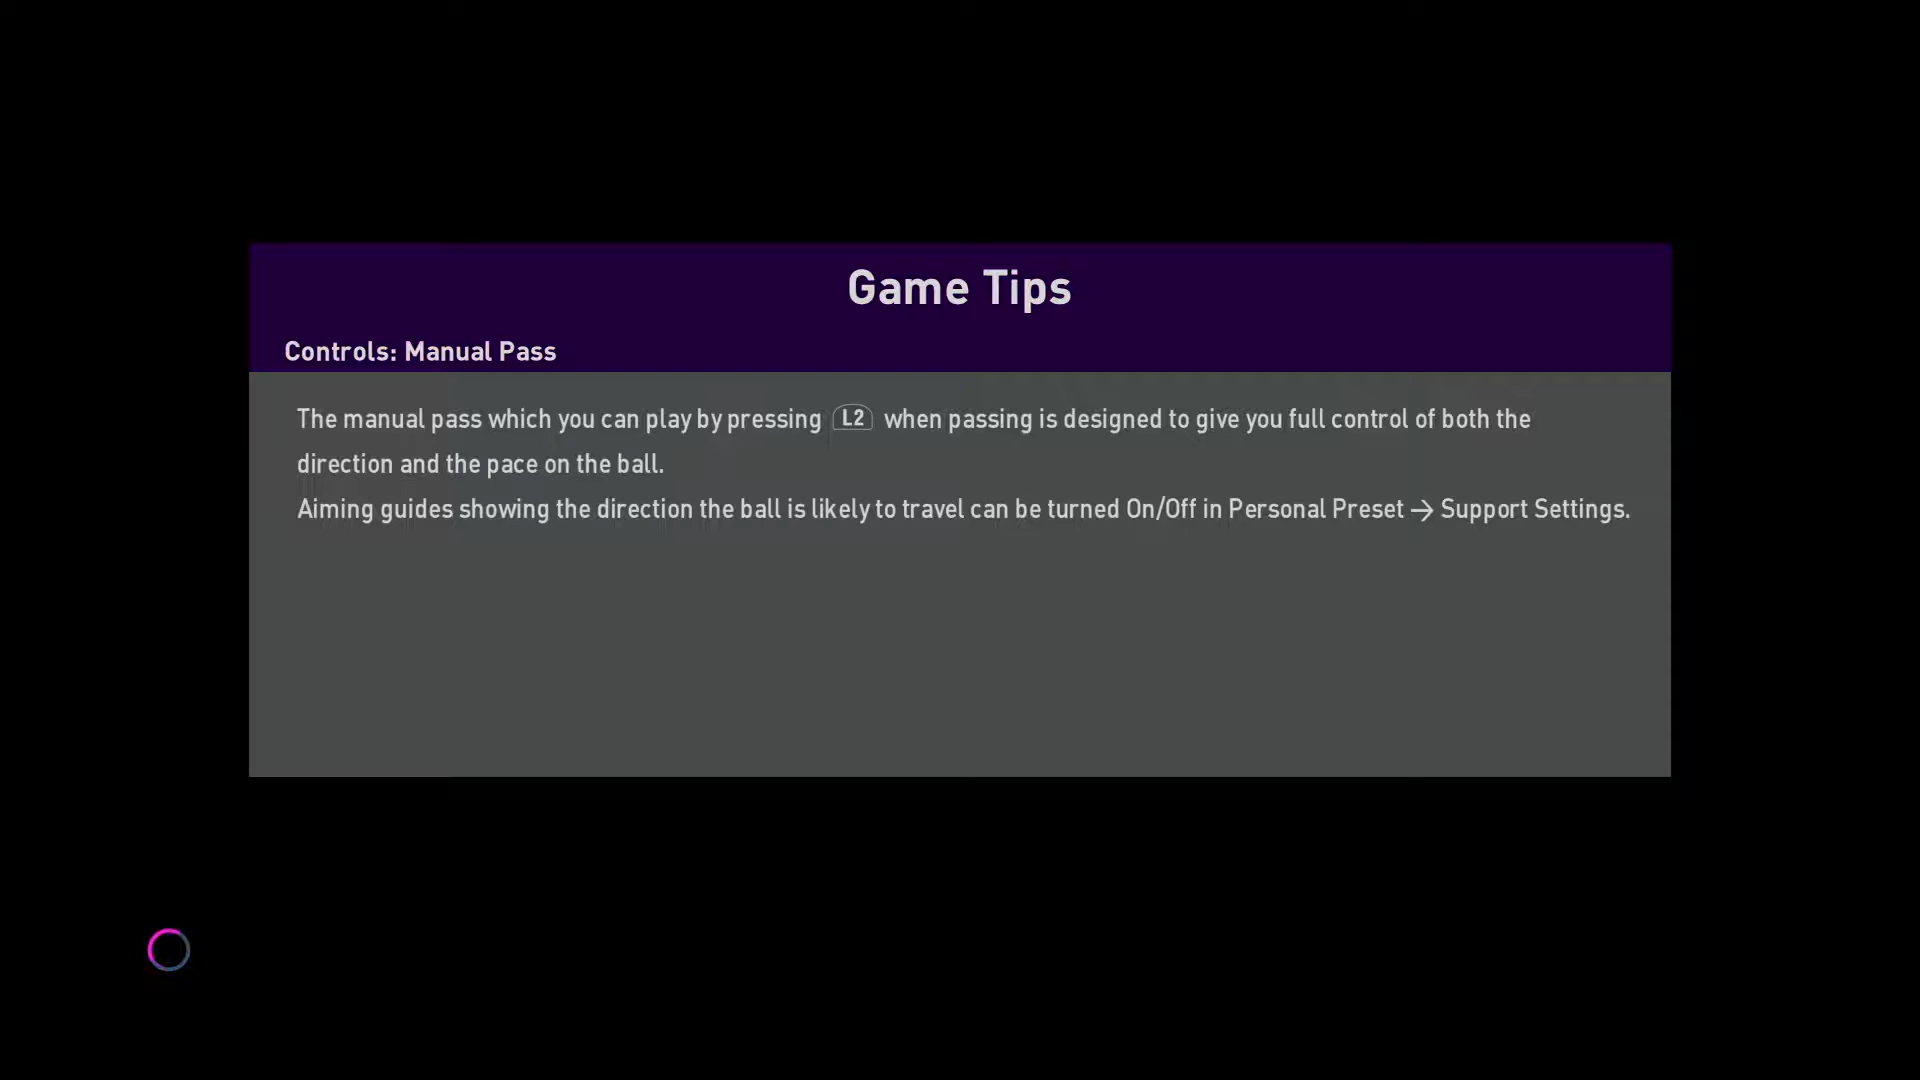 Game Tips
Controls: Manual Pass
The manual pass which you can play by pressing L2 when passing is designed to give you full control of both the
direction and the pace on the ball.
Aiming guides showing the direction the ball is likely to travel can be turned On/Off in Personal Preset → Support Settings.